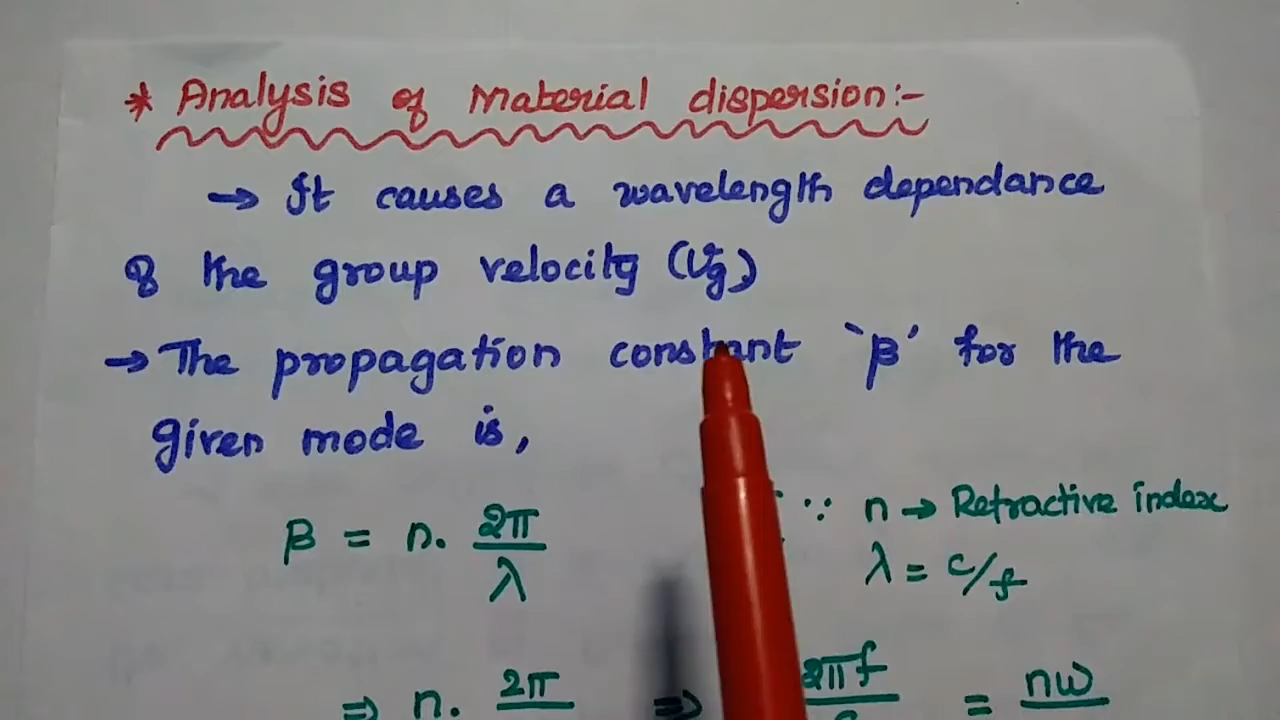 * Analysis of Material dispersion:-
→ It causes a wavelength dependance
of the group velocity (Vg)
→ The propagation constant `β' for the
given mode is,
β = n. 2π/λ ∵ n → Refractive index
λ = c/f
⇒ n. 2π ⇒ 2πf = nω